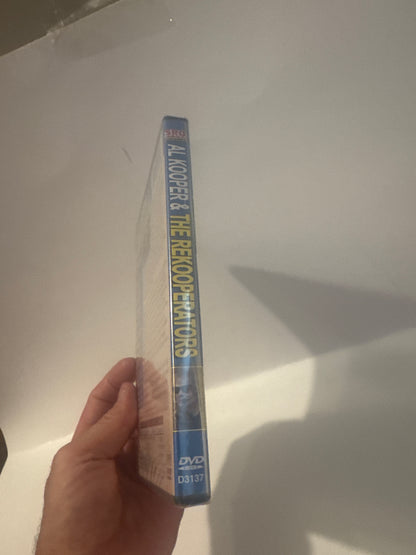 AL KOOPER & THE REKOOPERATORS
DVD
D3137